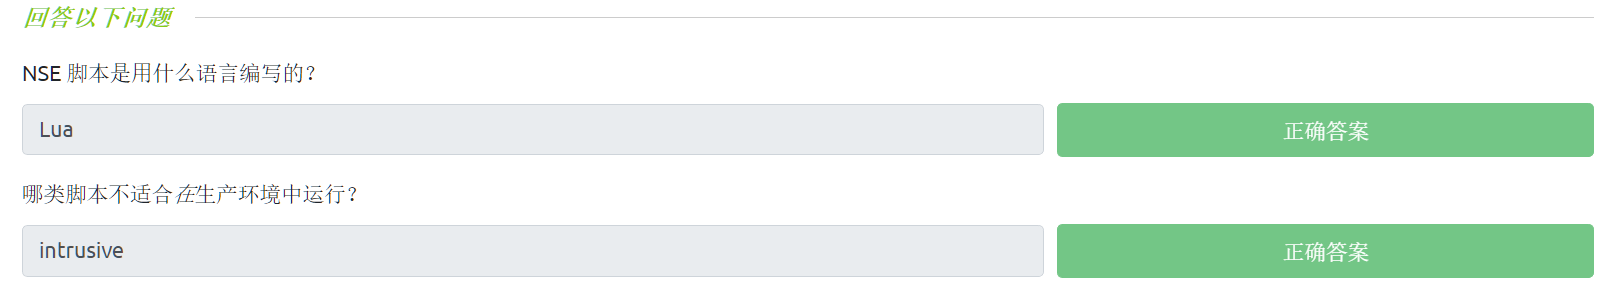 回答以下问题
NSE 脚本是用什么语言编写的？
Lua
正确答案
哪类脚本不适合在生产环境中运行？
intrusive
正确答案